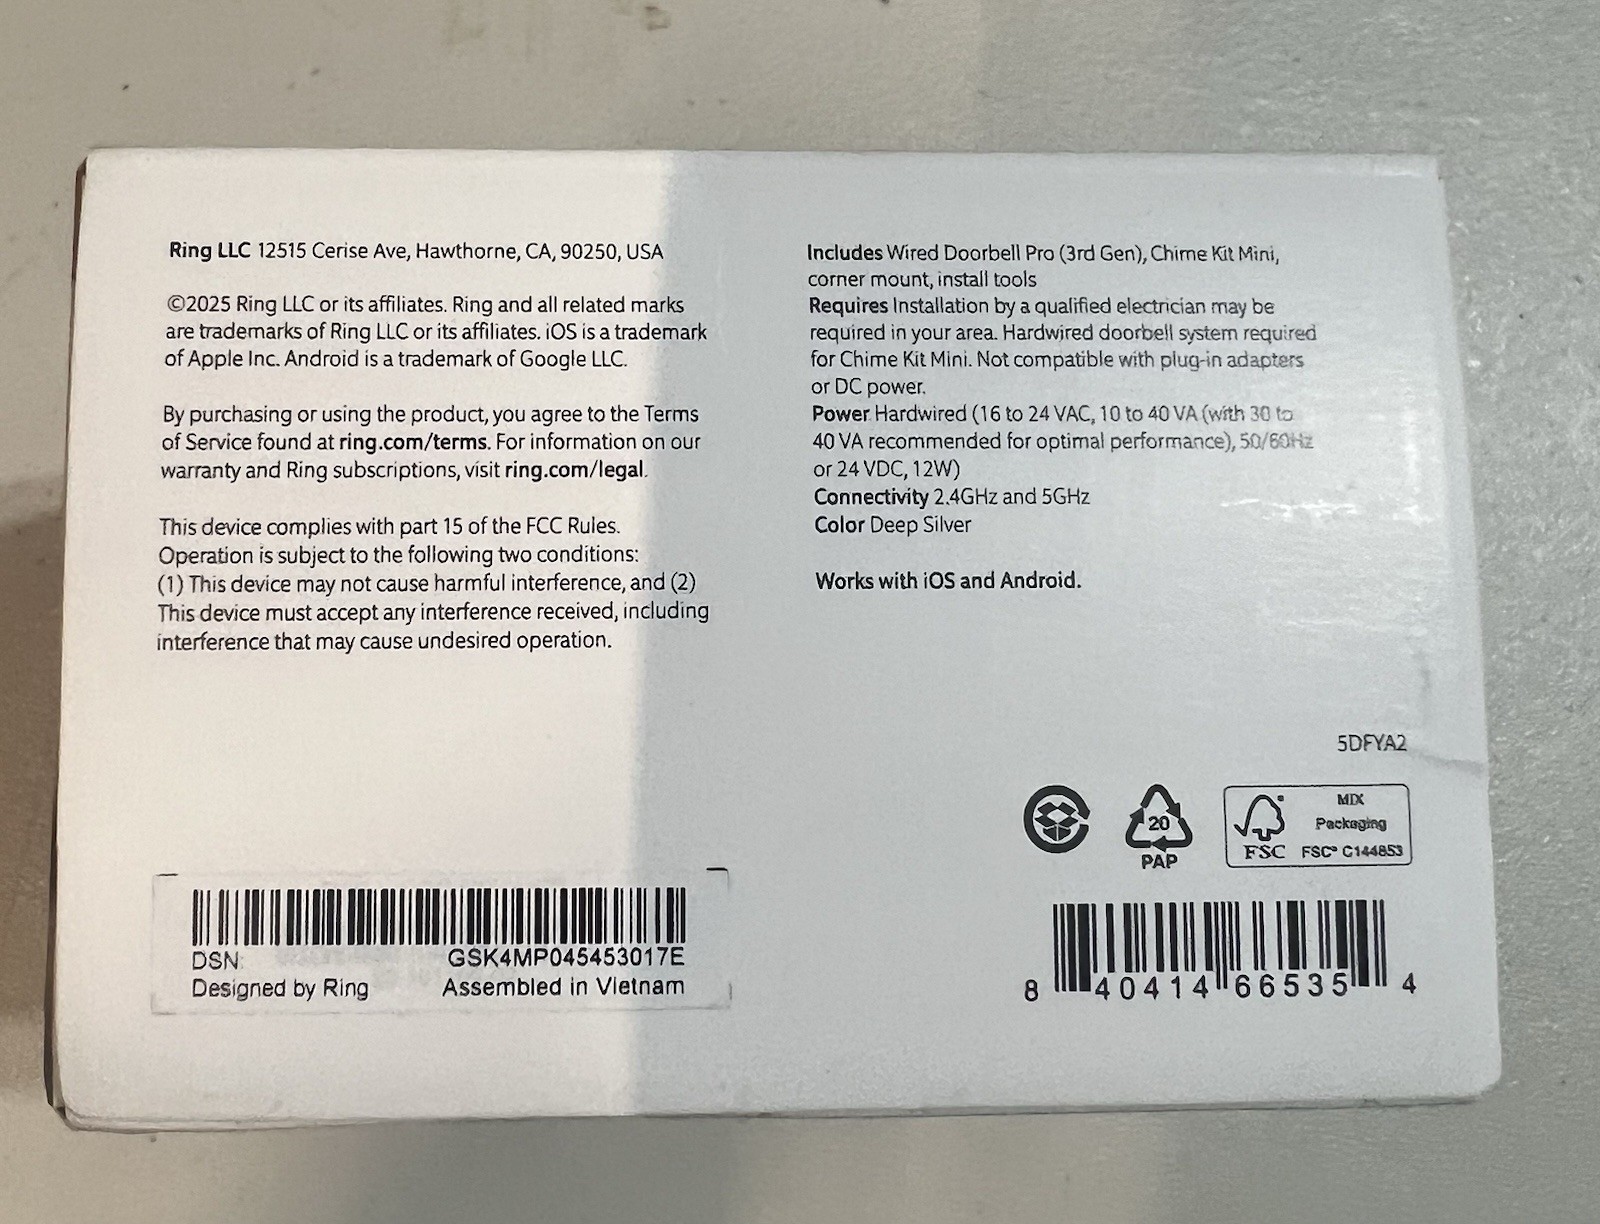 Ring LLC 12515 Cerise Ave, Hawthorne, CA, 90250, USA
©2025 Ring LLC or its affiliates. Ring and all related marks
are trademarks of Ring LLC or its affiliates. iOS is a trademark
of Apple Inc. Android is a trademark of Google LLC.
By purchasing or using the product, you agree to the Terms
of Service found at ring.com/terms. For information on our
warranty and Ring subscriptions, visit ring.com/legal.
This device complies with part 15 of the FCC Rules.
Operation is subject to the following two conditions:
(1) This device may not cause harmful interference, and (2)
This device must accept any interference received, including
interference that may cause undesired operation.
DSN: GSK4MP045453017E
Designed by Ring Assembled in Vietnam
Includes Wired Doorbell Pro (3rd Gen), Chime Kit Mini,
corner mount, install tools
Requires Installation by a qualified electrician may be
required in your area. Hardwired doorbell system required
for Chime Kit Mini. Not compatible with plug-in adapters
or DC power.
Power Hardwired (16 to 24 VAC, 10 to 40 VA (with 30 to
40 VA recommended for optimal performance), 50/60Hz
or 24 VDC, 12W)
Connectivity 2.4GHz and 5GHz
Color Deep Silver
Works with iOS and Android.
5DFYA2
20
PAP
MIX
Packaging
FSC FSC® C144853
8 40414 66535 4